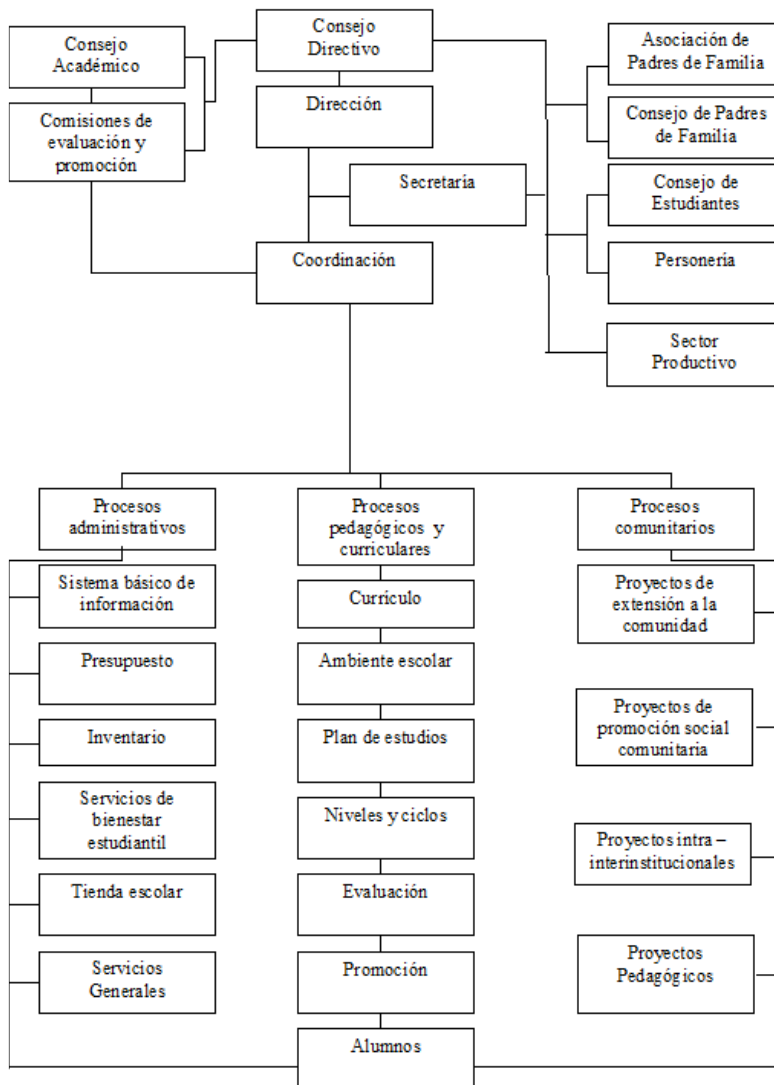 Consejo
Académico
Consejo
Directivo
Asociación de
Padres de Familia
Comisiones de
evaluación y
promoción
Dirección
Consejo de Padres
de Familia
Secretaría
Consejo de
Estudiantes
Coordinación
Personería
Sector
Productivo
Procesos
administrativos
Procesos
pedagógicos y
curriculares
Procesos
comunitarios
Sistema básico de
información
Presupuesto
Inventario
Servicios de
bienestar
estudiantil
Tienda escolar
Servicios
Generales
Currículo
Ambiente escolar
Plan de estudios
Niveles y ciclos
Evaluación
Promoción
Alumnos
Proyectos de
extensión a la
comunidad
Proyectos de
promoción social
comunitaria
Proyectos intra –
interinstitucionales
Proyectos
Pedagógicos